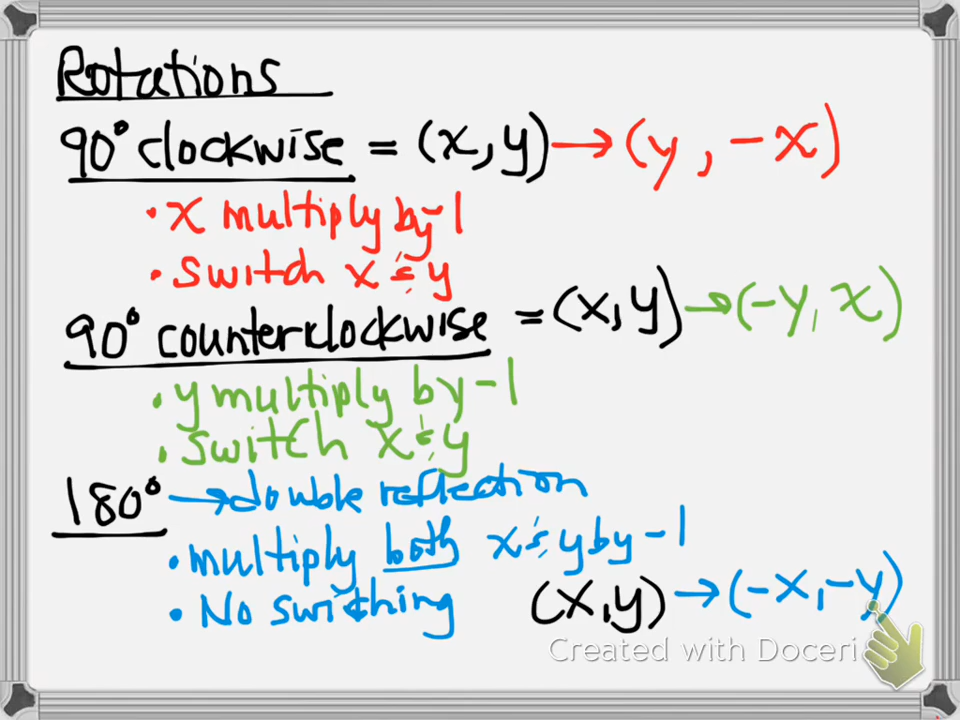 Rotations
90° clockwise = (x, y) → (y, -x)
• x multiply by -1
• switch x & y
90° counterclockwise = (x, y) → (-y, x)
• y multiply by -1
• switch x & y
180° → double reflection
• multiply both x & y by -1
• No switching
(x, y) → (-x, -y)
Created with Doceri